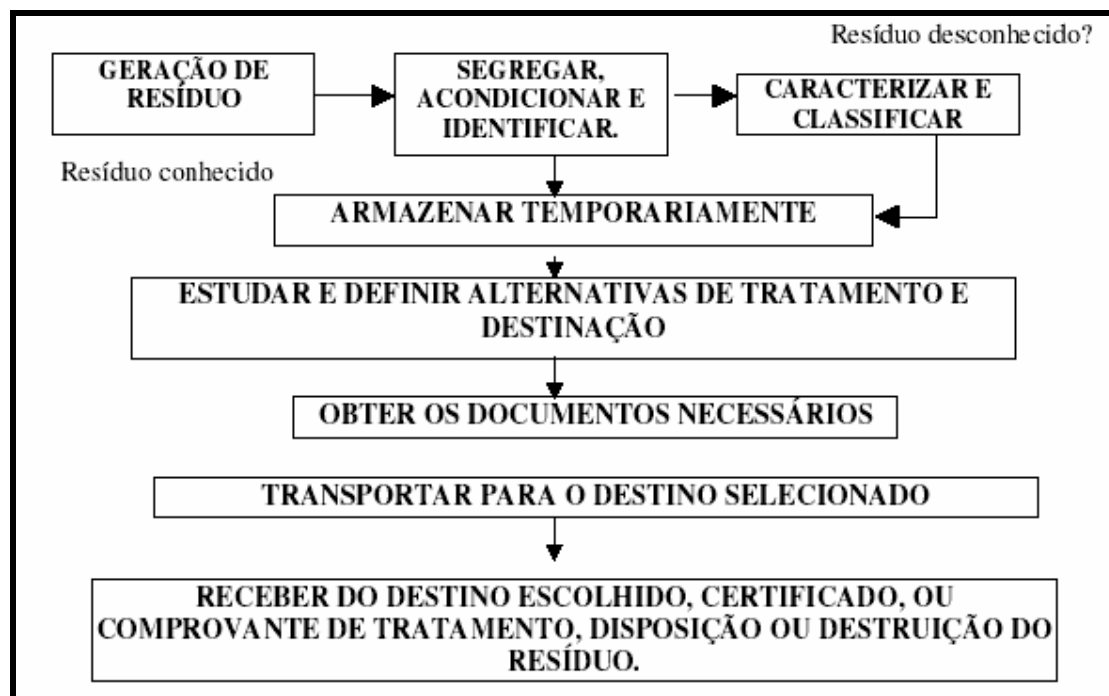 Resíduo desconhecido?
GERAÇÃO DE
RESÍDUO
SEGREGAR,
ACONDICIONAR E
IDENTIFICAR.
CARACTERIZAR E
CLASSIFICAR
Resíduo conhecido
ARMAZENAR TEMPORARIAMENTE
ESTUDAR E DEFINIR ALTERNATIVAS DE TRATAMENTO E
DESTINAÇÃO
OBTER OS DOCUMENTOS NECESSÁRIOS
TRANSPORTAR PARA O DESTINO SELECIONADO
RECEBER DO DESTINO ESCOLHIDO, CERTIFICADO, OU
COMPROVANTE DE TRATAMENTO, DISPOSIÇÃO OU DESTRUIÇÃO DO
RESÍDUO.